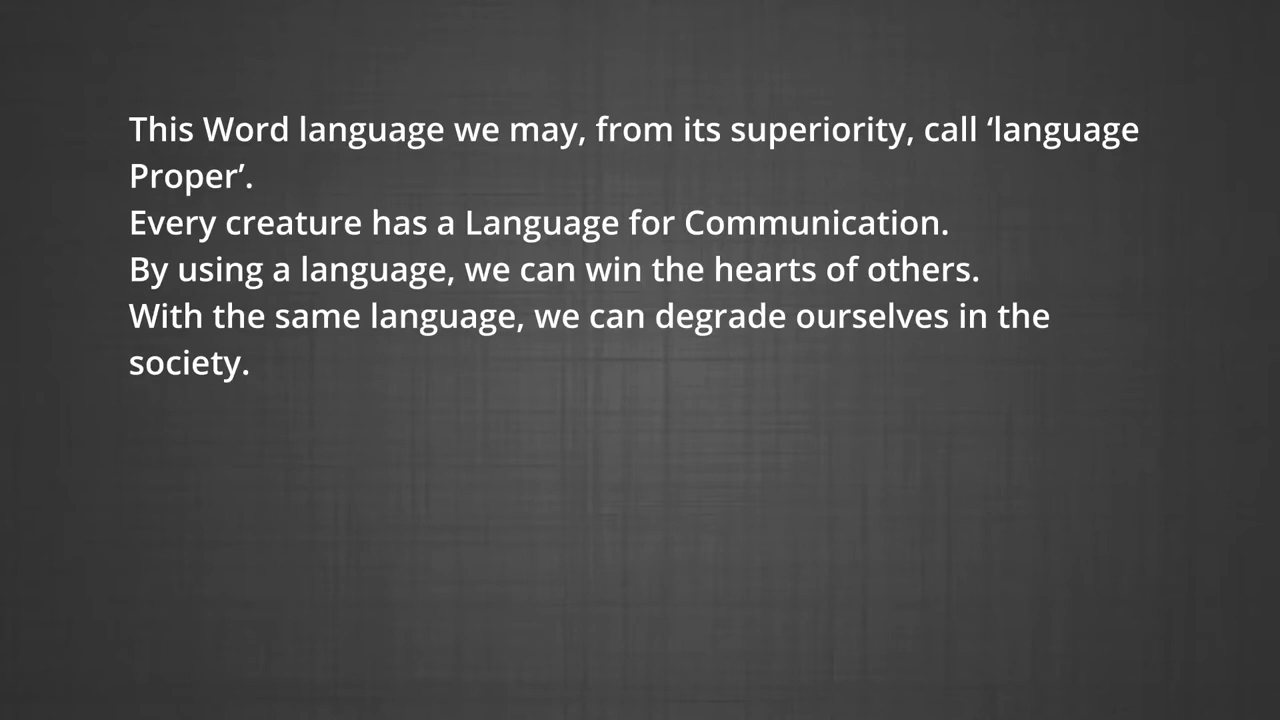 This Word language we may, from its superiority, call ‘language
Proper’.
Every creature has a Language for Communication.
By using a language, we can win the hearts of others.
With the same language, we can degrade ourselves in the
society.